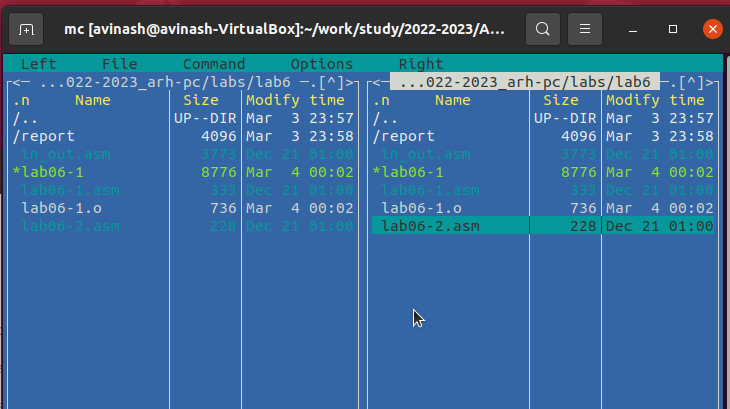 mc [avinash@avinash-VirtualBox]:~/work/study/2022-2023/A...
Left File Command Options Right
<─ ...022-2023_arh-pc/labs/lab6 ─.[^]> <─ ...022-2023_arh-pc/labs/lab6 ─.[^]>
.n Name Size Modify time .n Name Size Modify time
/.. UP--DIR Mar 3 23:57 /.. UP--DIR Mar 3 23:57
/report 4096 Mar 3 23:58 /report 4096 Mar 3 23:58
in_out.asm 3773 Dec 21 01:00 in_out.asm 3773 Dec 21 01:00
*lab06-1 8776 Mar 4 00:02 *lab06-1 8776 Mar 4 00:02
lab06-1.asm 333 Dec 21 01:00 lab06-1.asm 333 Dec 21 01:00
lab06-1.o 736 Mar 4 00:02 lab06-1.o 736 Mar 4 00:02
lab06-2.asm 228 Dec 21 01:00 lab06-2.asm 228 Dec 21 01:00